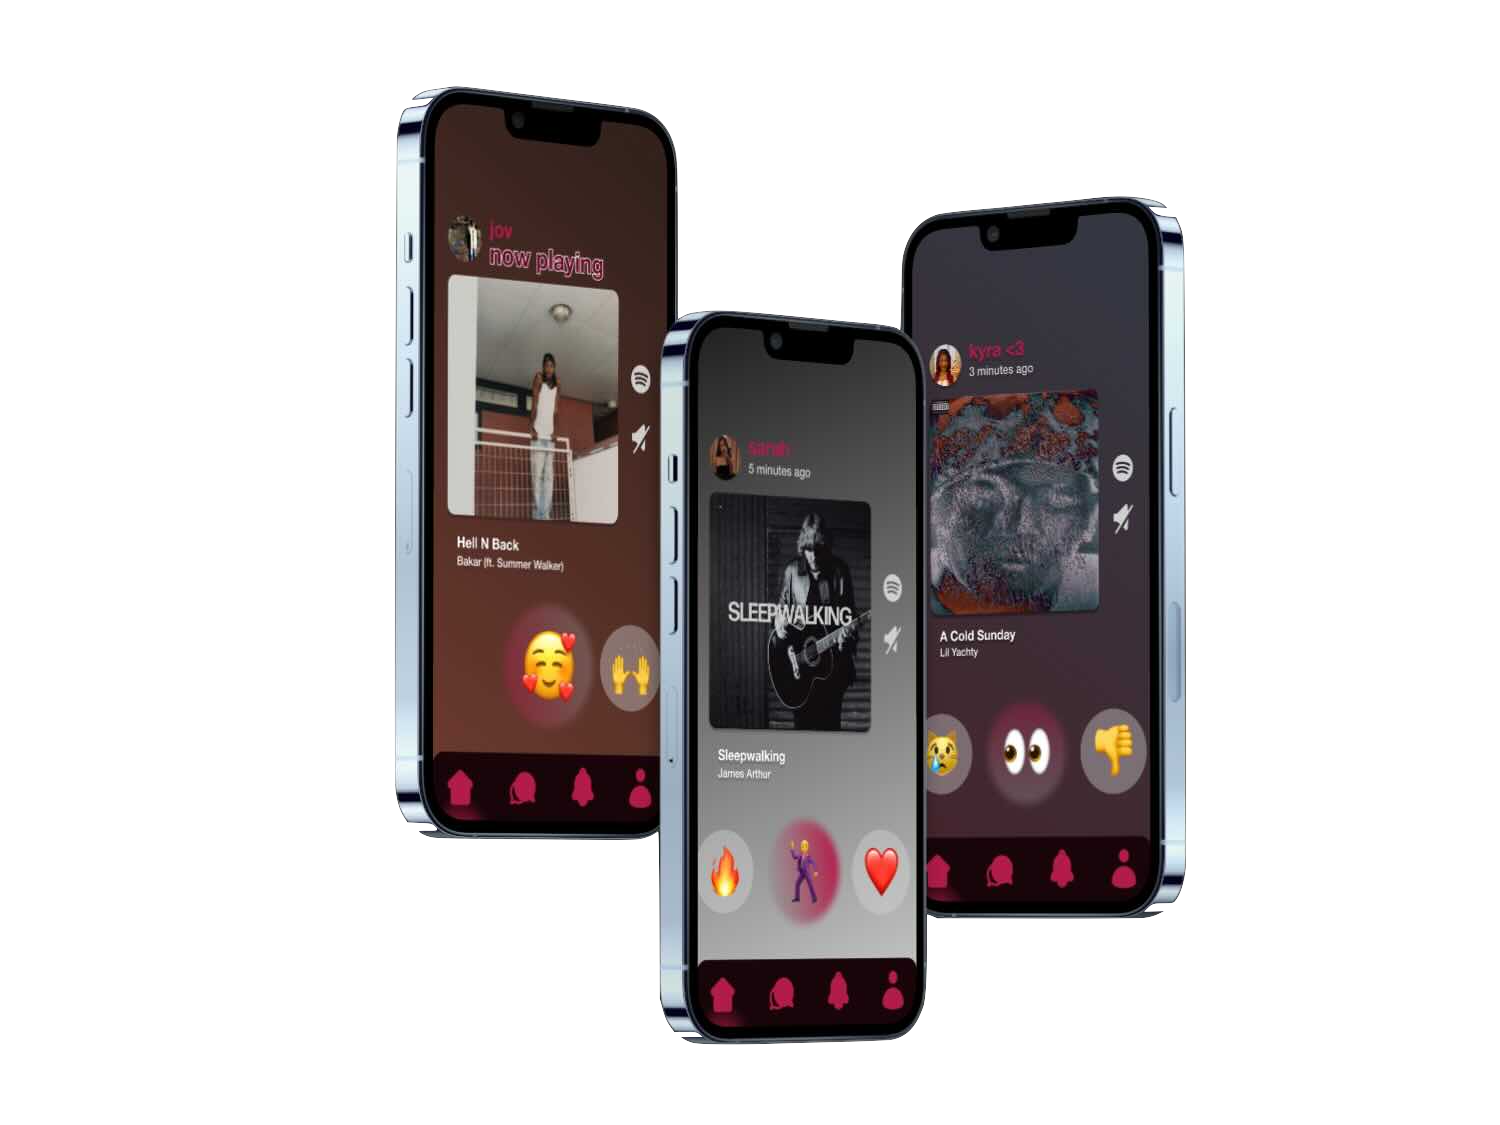 jov
now playing
Hell N Back
Bakar (ft. Summer Walker)
sarah
5 minutes ago
SLEEPWALKING
Sleepwalking
James Arthur
kyra <3
3 minutes ago
A Cold Sunday
Lil Yachty